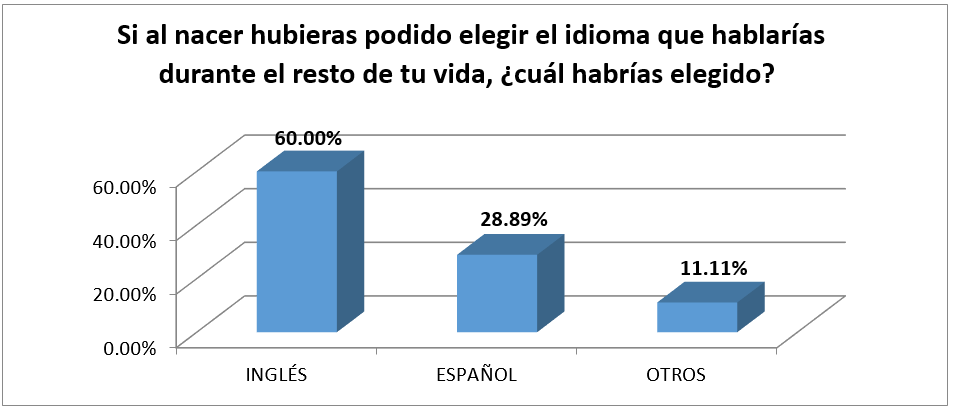 Si al nacer hubieras podido elegir el idioma que hablarías
durante el resto de tu vida, ¿cuál habrías elegido?
60.00%
60.00%
28.89%
40.00%
11.11%
20.00%
0.00%
INGLÉS ESPAÑOL OTROS